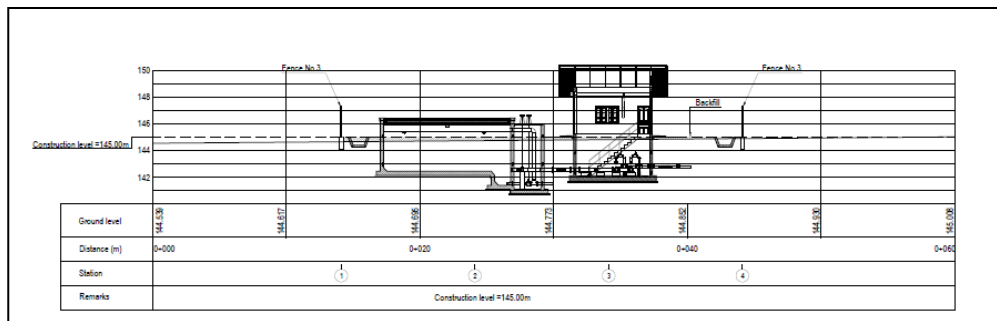 Fence No.3
Fence No.3
150
148
146
144
142
Backfill
Construction level =145.00m
Ground level
144.539
144.617
144.695
144.773
144.852
144.930
145.008
Distance (m)
0+000
0+020
0+040
0+060
Station
1
2
3
4
Remarks
Construction level =145.00m